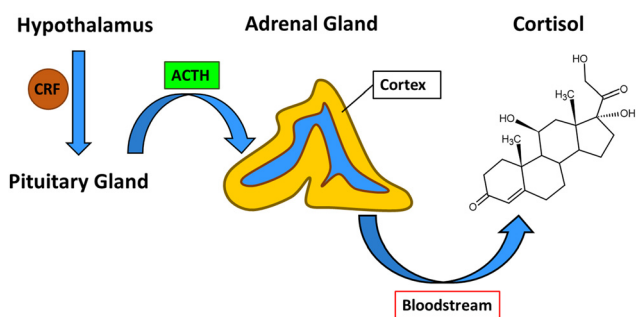 Hypothalamus
Adrenal Gland
Cortisol
CRF
ACTH
Cortex
Pituitary Gland
Bloodstream
HO
O
H₃C
OH
HO
H₃C
O